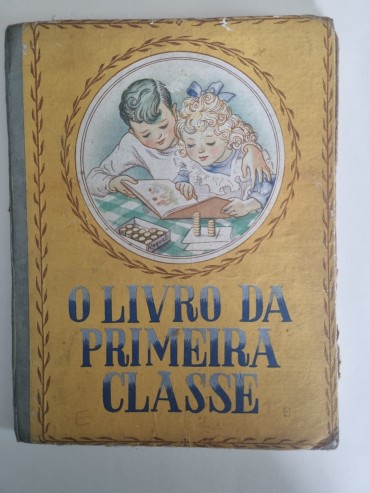 O LIVRO DA
PRIMEIRA
CLASSE
E